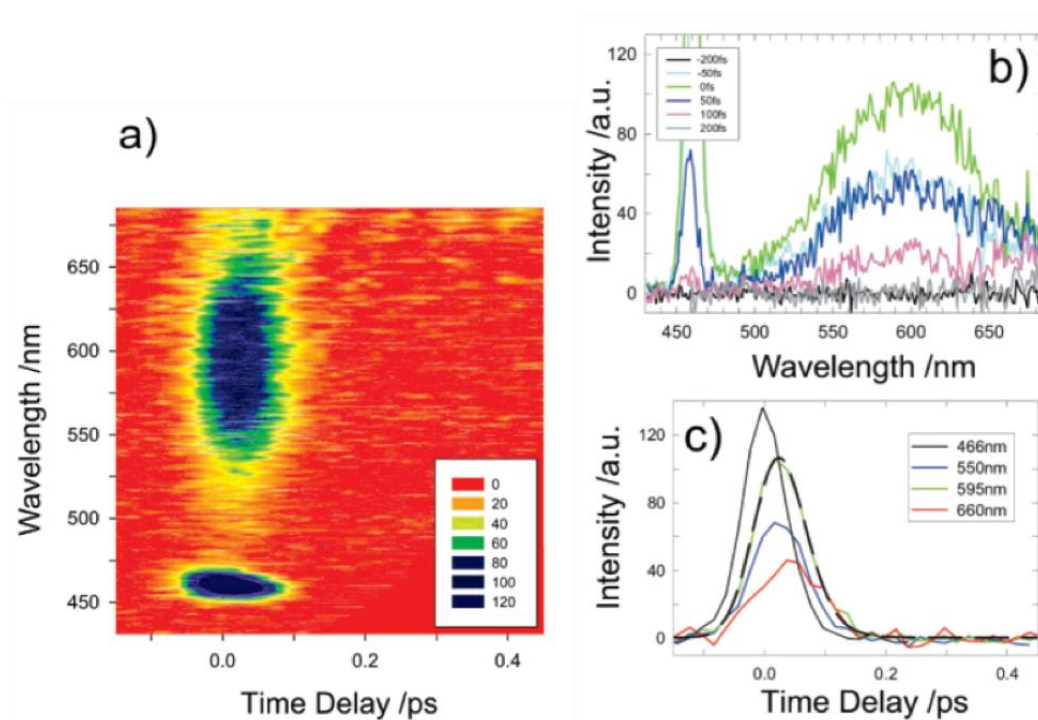 a)
Wavelength /nm
650
600
550
500
450
0.0 0.2 0.4
Time Delay /ps
0
20
40
60
80
100
120
b)
Intensity /a.u.
120
80
40
0
-200fs
-50fs
0fs
50fs
100fs
200fs
450 500 550 600 650
Wavelength /nm
c)
Intensity /a.u.
120
80
40
0
466nm
550nm
595nm
660nm
0.0 0.2 0.4
Time Delay /ps